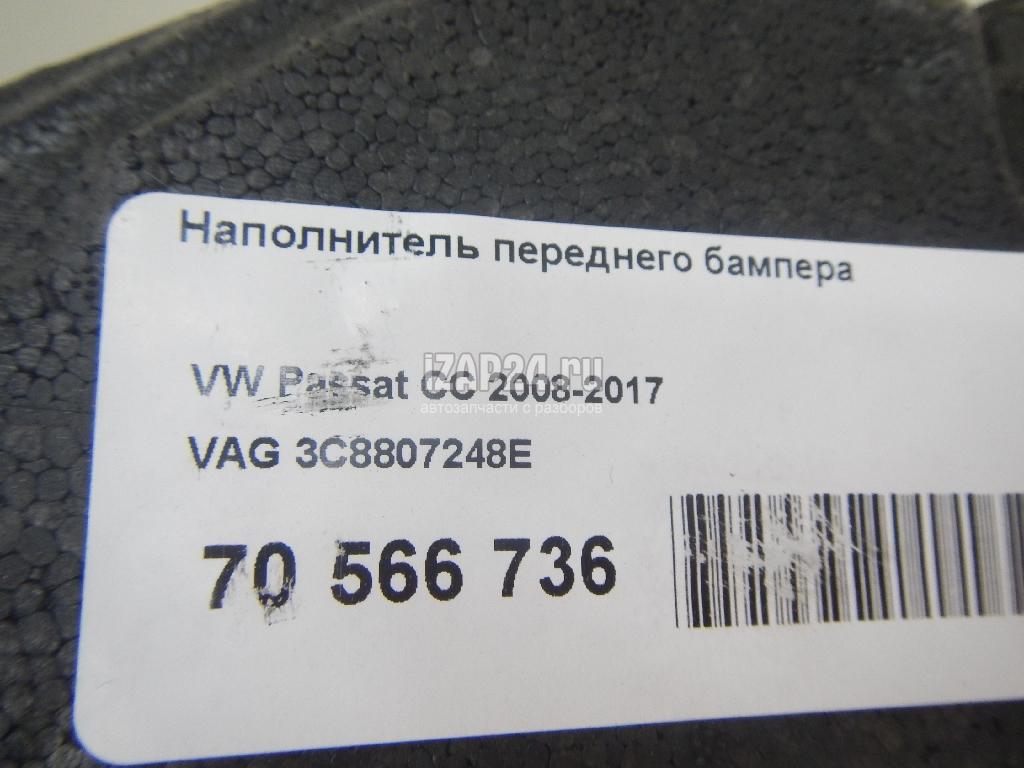 Наполнитель переднего бампера
VW Passat CC 2008-2017
iZAP24.ru
автозапчасти с разборов
VAG 3C8807248E
70 566 736